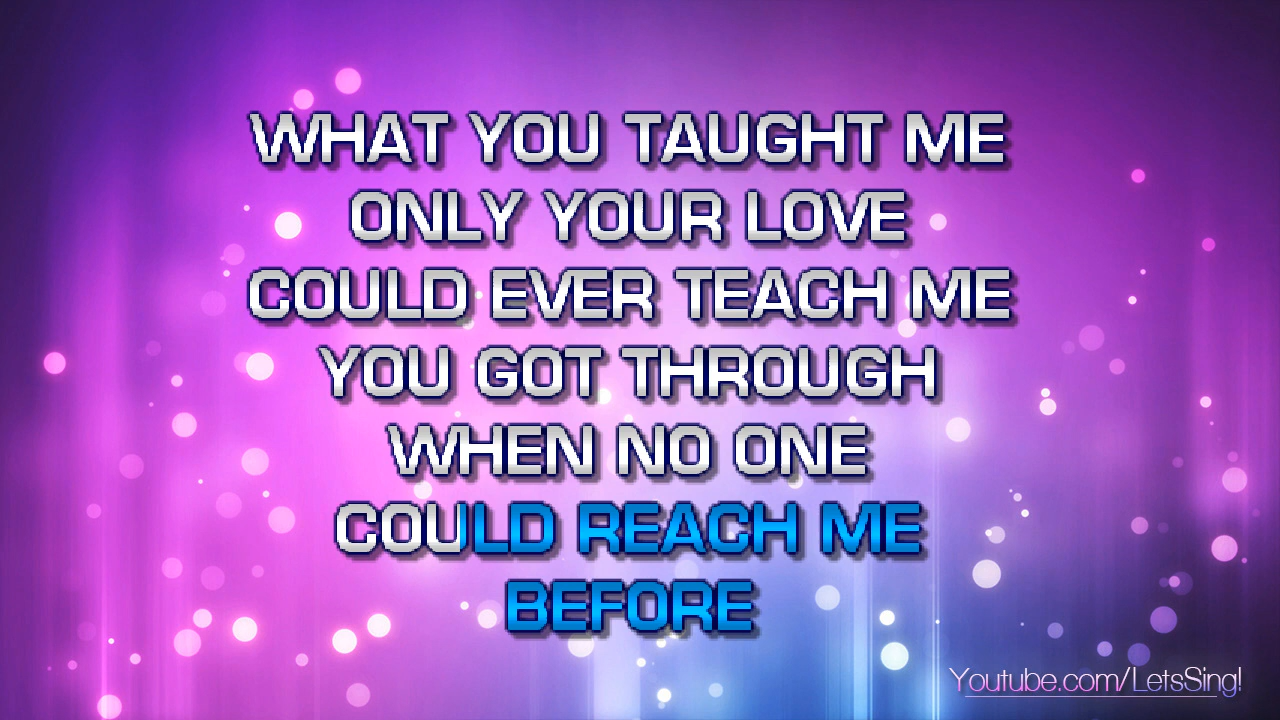 WHAT YOU TAUGHT ME
ONLY YOUR LOVE
COULD EVER TEACH ME
YOU GOT THROUGH
WHEN NO ONE
COULD REACH ME
BEFORE
Youtube.com/LetsSing!